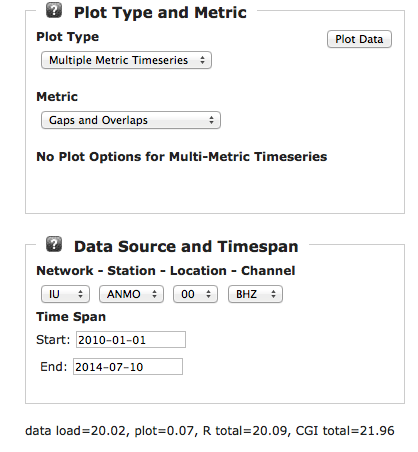 ? Plot Type and Metric
Plot Type
Plot Data
Multiple Metric Timeseries
Metric
Gaps and Overlaps
No Plot Options for Multi-Metric Timeseries
? Data Source and Timespan
Network - Station - Location - Channel
IU ANMO 00 BHZ
Time Span
Start: 2010-01-01
End: 2014-07-10
data load=20.02, plot=0.07, R total=20.09, CGI total=21.96